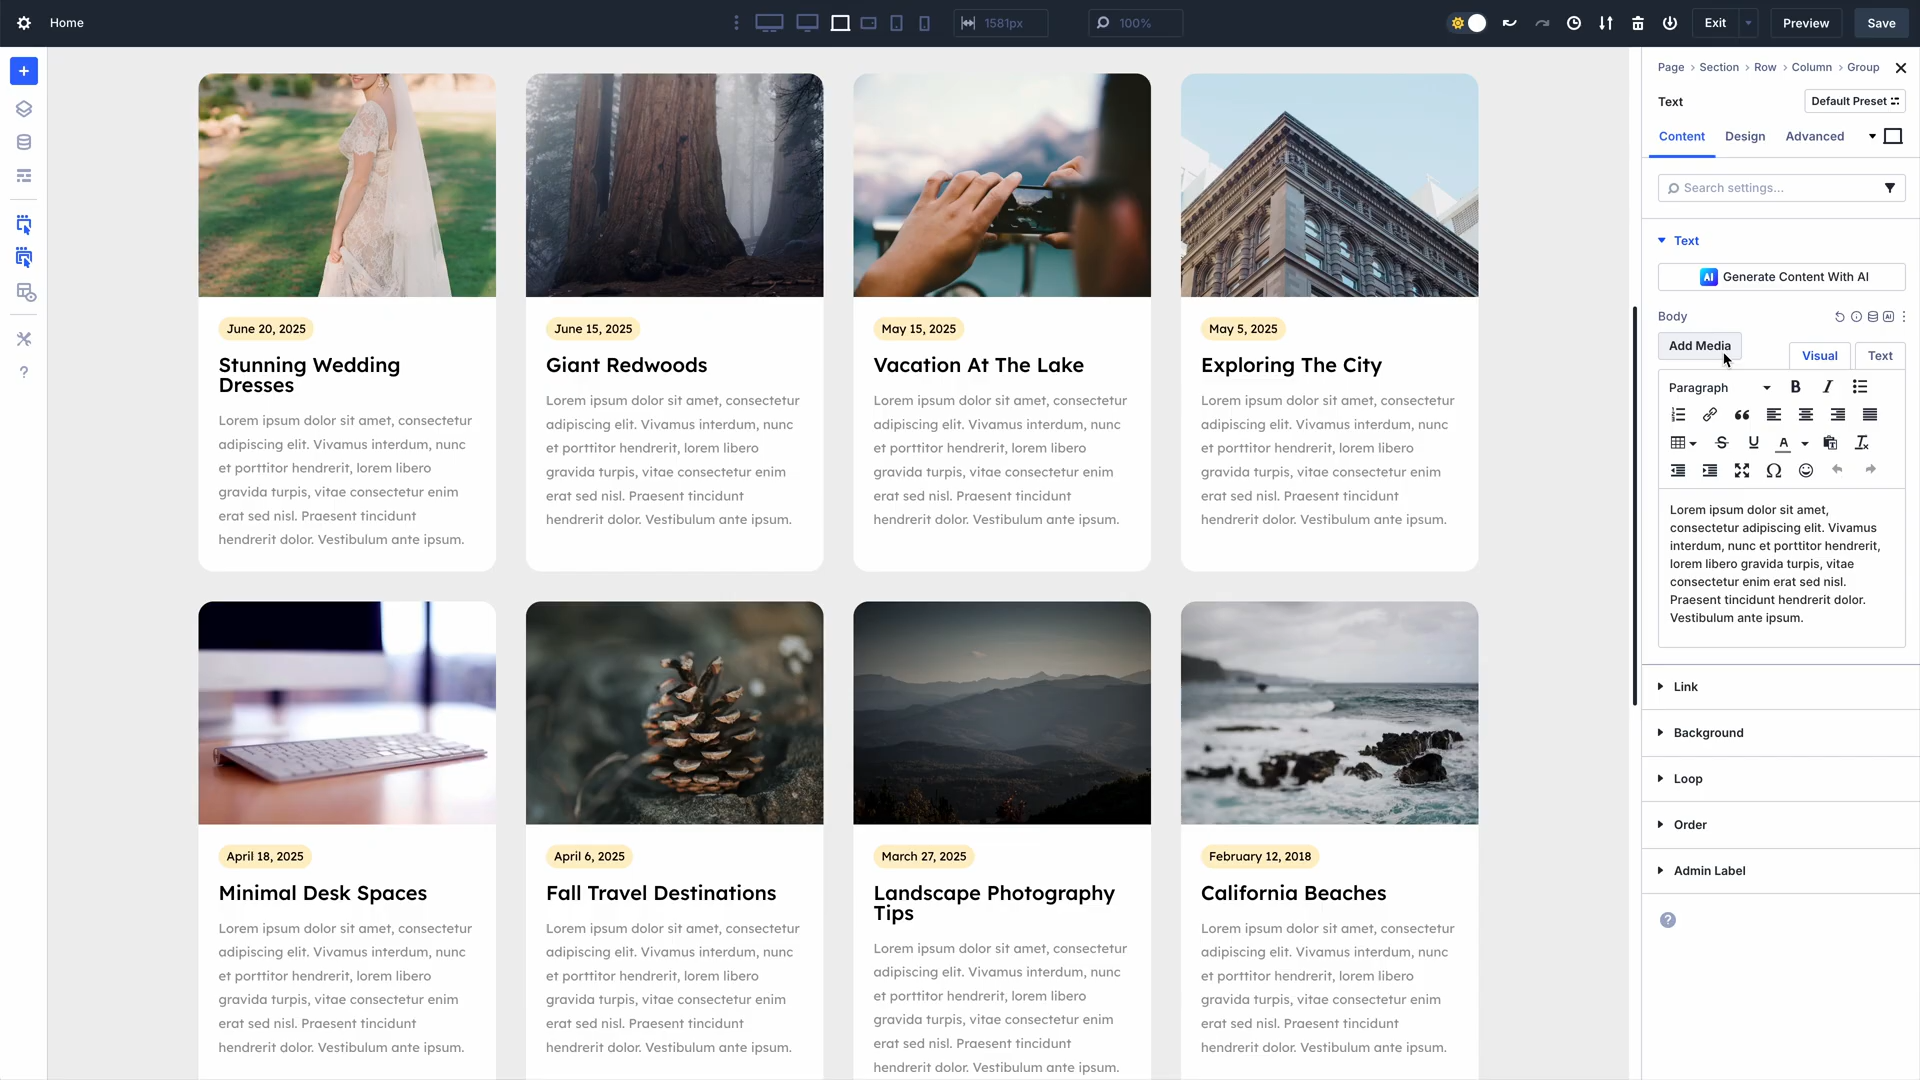 Home
1581px
100%
Exit
Preview
Save
June 20, 2025
Stunning Wedding
Dresses
Lorem ipsum dolor sit amet, consectetur
adipiscing elit. Vivamus interdum, nunc
et porttitor hendrerit, lorem libero
gravida turpis, vitae consectetur enim
erat sed nisl. Praesent tincidunt
hendrerit dolor. Vestibulum ante ipsum.
June 15, 2025
Giant Redwoods
Lorem ipsum dolor sit amet, consectetur
adipiscing elit. Vivamus interdum, nunc
et porttitor hendrerit, lorem libero
gravida turpis, vitae consectetur enim
erat sed nisl. Praesent tincidunt
hendrerit dolor. Vestibulum ante ipsum.
May 15, 2025
Vacation At The Lake
Lorem ipsum dolor sit amet, consectetur
adipiscing elit. Vivamus interdum, nunc
et porttitor hendrerit, lorem libero
gravida turpis, vitae consectetur enim
erat sed nisl. Praesent tincidunt
hendrerit dolor. Vestibulum ante ipsum.
May 5, 2025
Exploring The City
Lorem ipsum dolor sit amet, consectetur
adipiscing elit. Vivamus interdum, nunc
et porttitor hendrerit, lorem libero
gravida turpis, vitae consectetur enim
erat sed nisl. Praesent tincidunt
hendrerit dolor. Vestibulum ante ipsum.
April 18, 2025
Minimal Desk Spaces
Lorem ipsum dolor sit amet, consectetur
adipiscing elit. Vivamus interdum, nunc
et porttitor hendrerit, lorem libero
gravida turpis, vitae consectetur enim
erat sed nisl. Praesent tincidunt
hendrerit dolor. Vestibulum ante ipsum.
April 6, 2025
Fall Travel Destinations
Lorem ipsum dolor sit amet, consectetur
adipiscing elit. Vivamus interdum, nunc
et porttitor hendrerit, lorem libero
gravida turpis, vitae consectetur enim
erat sed nisl. Praesent tincidunt
hendrerit dolor. Vestibulum ante ipsum.
March 27, 2025
Landscape Photography
Tips
Lorem ipsum dolor sit amet, consectetur
adipiscing elit. Vivamus interdum, nunc
et porttitor hendrerit, lorem libero
gravida turpis, vitae consectetur enim
erat sed nisl. Praesent tincidunt
hendrerit dolor. Vestibulum ante ipsum.
February 12, 2018
California Beaches
Lorem ipsum dolor sit amet, consectetur
adipiscing elit. Vivamus interdum, nunc
et porttitor hendrerit, lorem libero
gravida turpis, vitae consectetur enim
erat sed nisl. Praesent tincidunt
hendrerit dolor. Vestibulum ante ipsum.
Page > Section > Row > Column > Group
Text
Default Preset
Content
Design
Advanced
Search settings...
Text
AI Generate Content With AI
Body
AI
Add Media
Visual
Text
Paragraph
B
I
U
A
Lorem ipsum dolor sit amet,
consectetur adipiscing elit. Vivamus
interdum, nunc et porttitor hendrerit,
lorem libero gravida turpis, vitae
consectetur enim erat sed nisl.
Praesent tincidunt hendrerit dolor.
Vestibulum ante ipsum.
Link
Background
Loop
Order
Admin Label